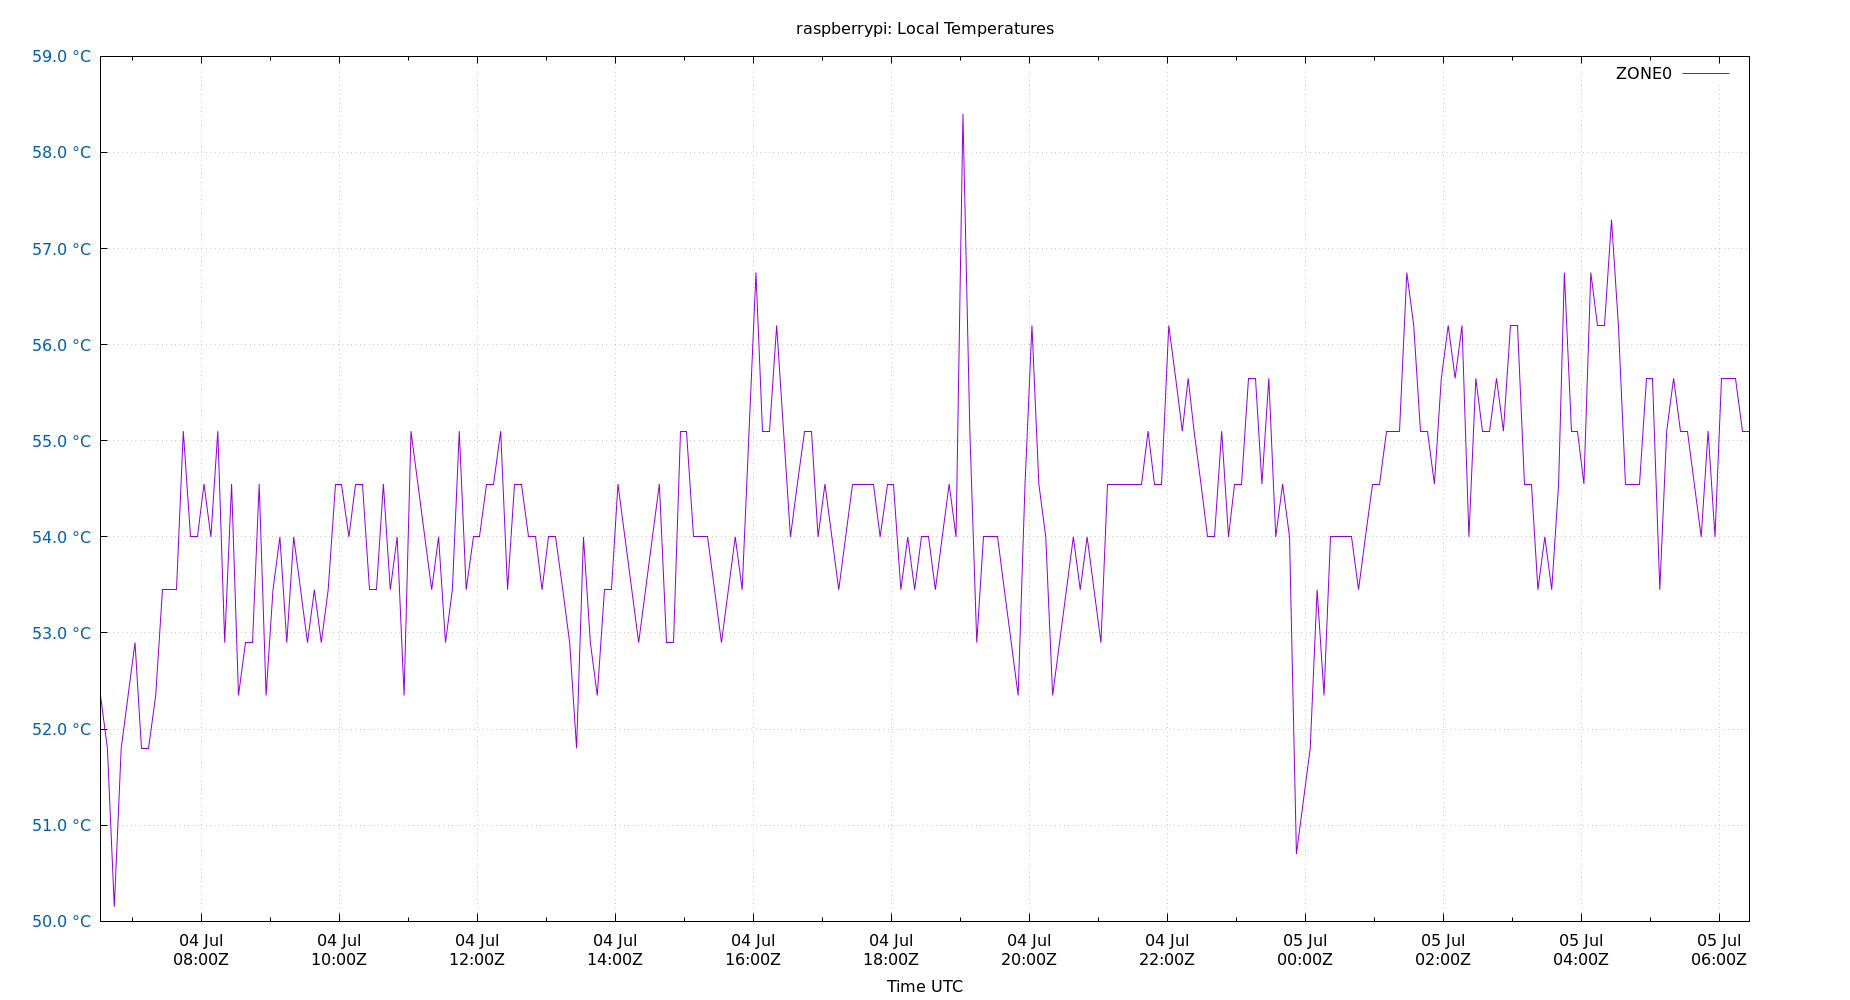 raspberrypi: Local Temperatures
59.0 °C
ZONE0
58.0 °C
57.0 °C
56.0 °C
55.0 °C
54.0 °C
53.0 °C
52.0 °C
51.0 °C
50.0 °C
04 Jul 04 Jul 04 Jul 04 Jul 04 Jul 04 Jul 04 Jul 04 Jul 05 Jul 05 Jul 05 Jul 05 Jul
08:00Z 10:00Z 12:00Z 14:00Z 16:00Z 18:00Z 20:00Z 22:00Z 00:00Z 02:00Z 04:00Z 06:00Z
Time UTC